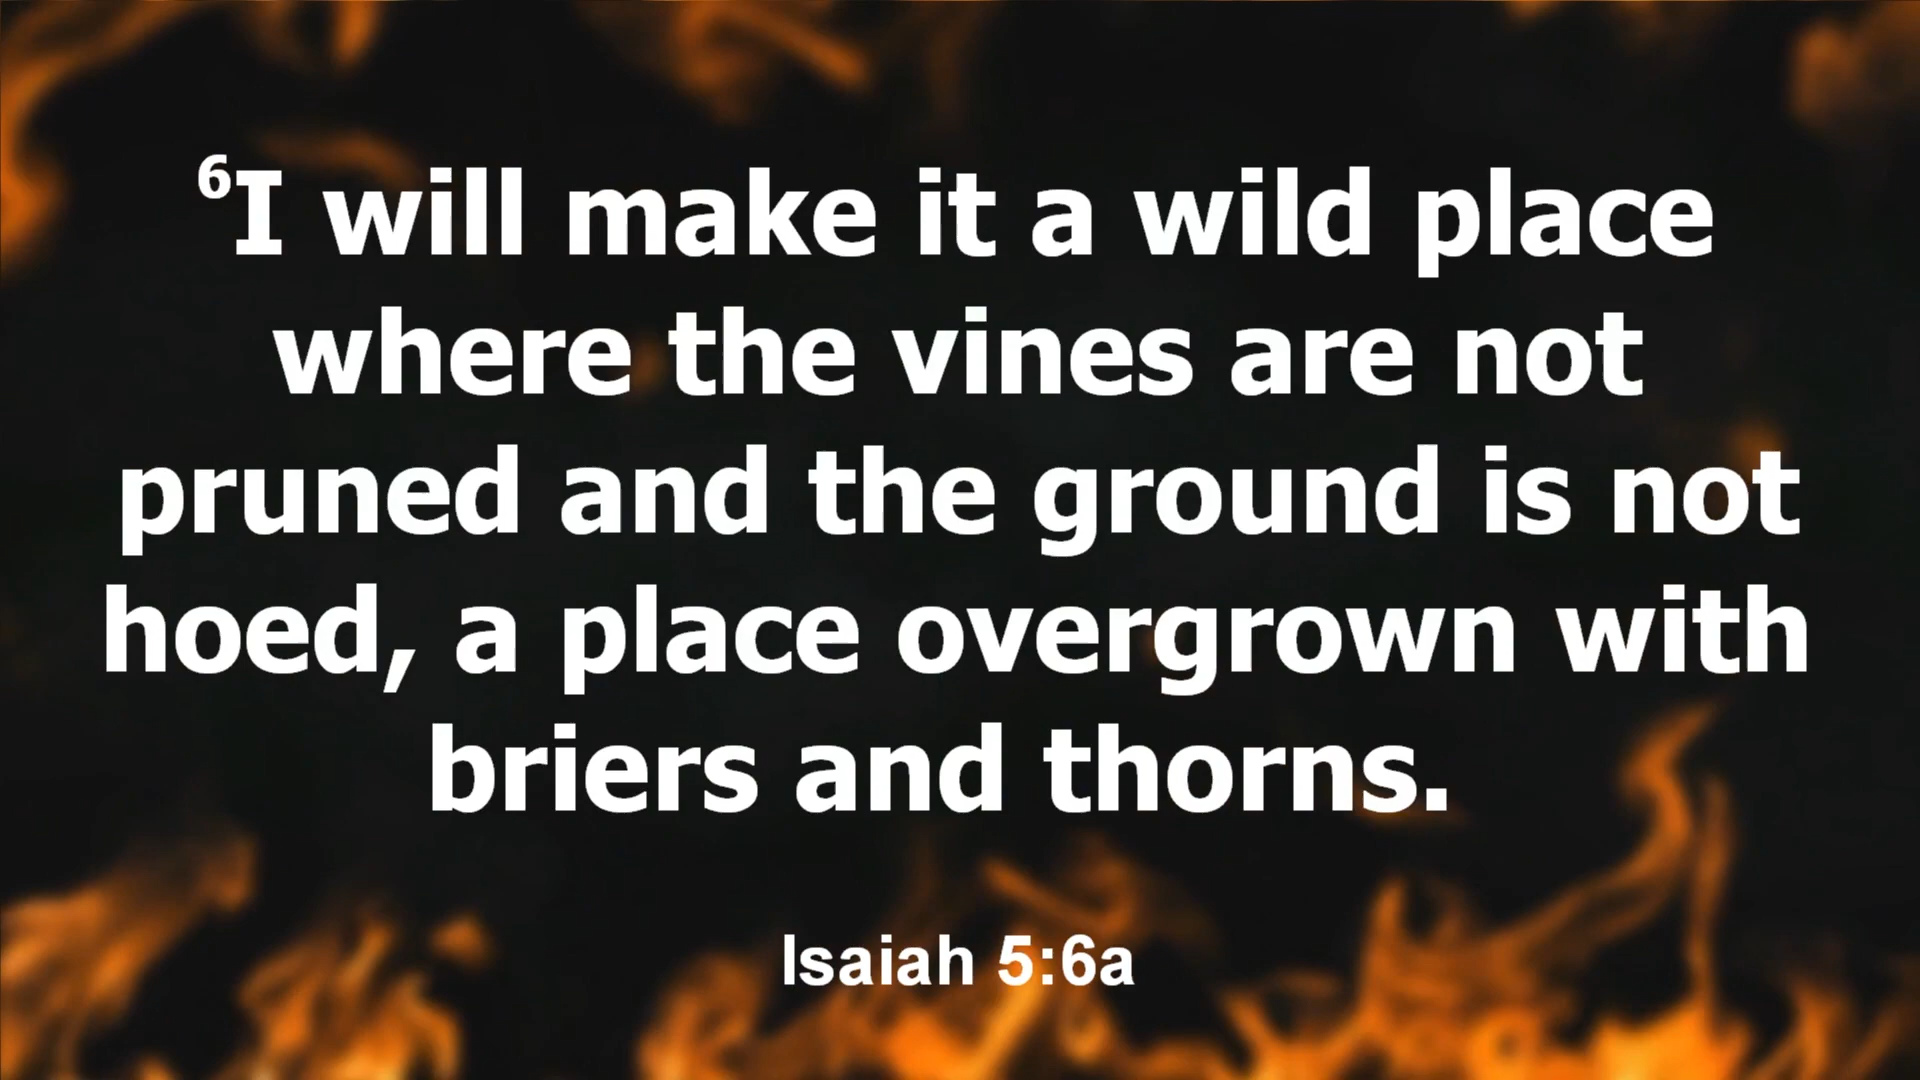 ⁶I will make it a wild place
where the vines are not
pruned and the ground is not
hoed, a place overgrown with
briers and thorns.
Isaiah 5:6a